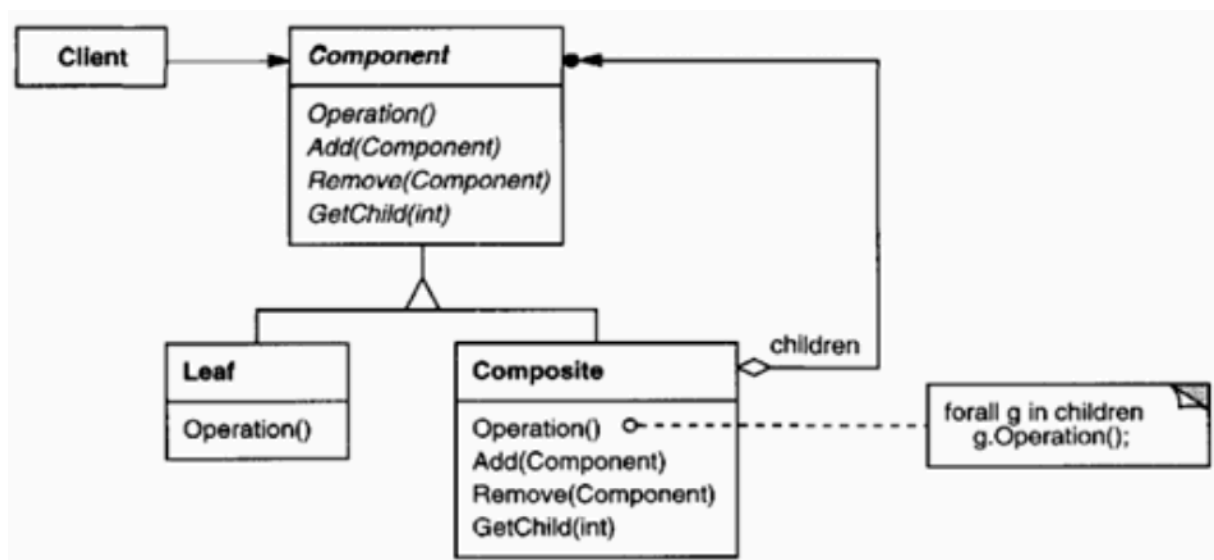 Client
Component
Operation()
Add(Component)
Remove(Component)
GetChild(int)
children
Leaf
Operation()
Composite
Operation()
Add(Component)
Remove(Component)
GetChild(int)
forall g in children
g.Operation();